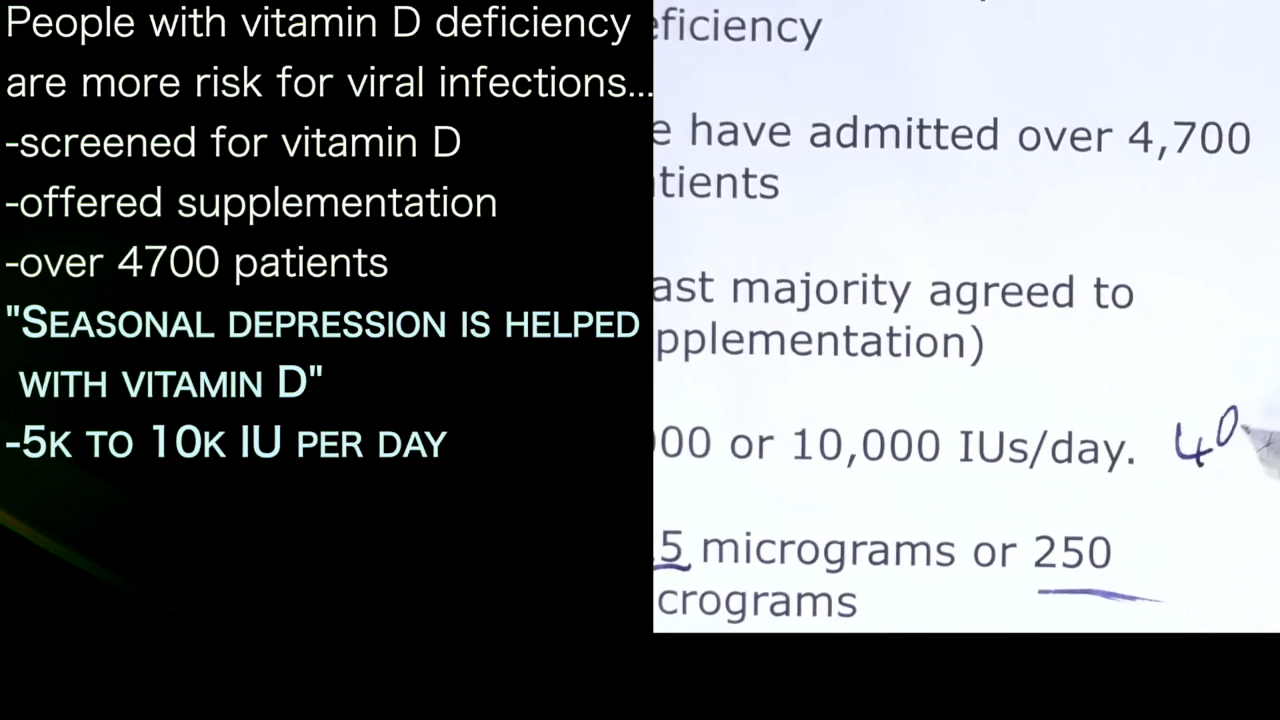 People with vitamin D deficiency
are more risk for viral infections...
-screened for vitamin D
-offered supplementation
-over 4700 patients
"SEASONAL DEPRESSION IS HELPED
WITH VITAMIN D"
-5K TO 10K IU PER DAY
eficiency
e have admitted over 4,700
tients
ast majority agreed to
pplementation)
00 or 10,000 IUs/day. 40
5 micrograms or 250
crograms